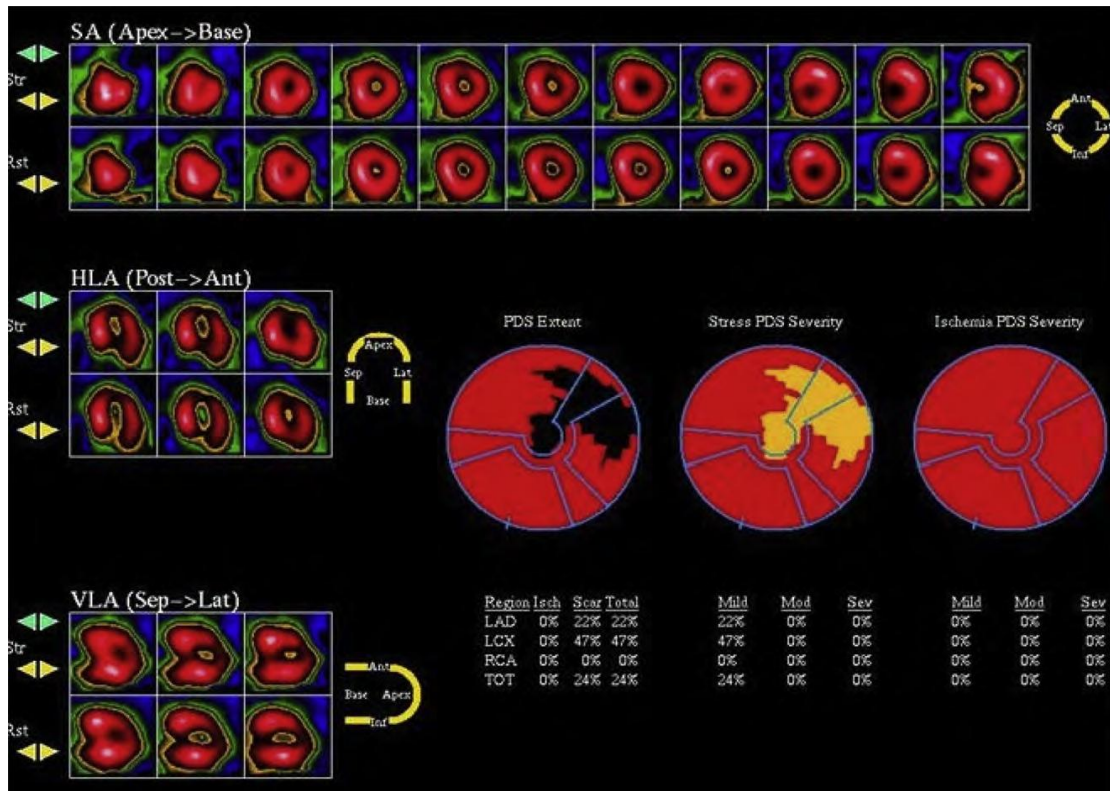 SA (Apex->Base)
Str
Rst
Ant
Sep
Lat
Inf
HLA (Post->Ant)
Str
Rst
Apex
Sep Lat
Base
PDS Extent
Stress PDS Severity
Ischemia PDS Severity
VLA (Sep->Lat)
Str
Rst
Ant
Base Apex
Inf
Region Isch Scar Total Mild Mod Sev Mild Mod Sev
LAD 0% 22% 22% 22% 0% 0% 0% 0% 0%
LCX 0% 47% 47% 47% 0% 0% 0% 0% 0%
RCA 0% 0% 0% 0% 0% 0% 0% 0% 0%
TOT 0% 24% 24% 24% 0% 0% 0% 0% 0%